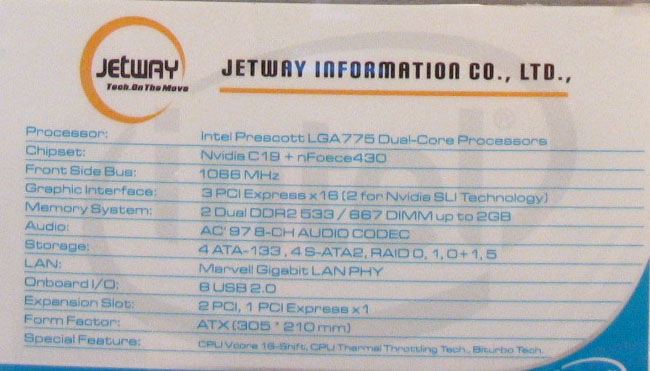 JETWAY
Tech.On The Move
JETWAY INFORMATION CO., LTD.,
Processor: Intel Prescott LGA775 Dual-Core Processors
Chipset: Nvidia C19 + nFoece430
Front Side Bus: 1066 MHz
Graphic Interface: 3 PCI Express x 16 (2 for Nvidia SLI Technology)
Memory System: 2 Dual DDR2 533 / 667 DIMM up to 2GB
Audio: AC' 97 8-CH AUDIO CODEC
Storage: 4 ATA-133 , 4 S-ATA2, RAID 0, 1, 0+1, 5
LAN: Marvell Gigabit LAN PHY
Onboard I/O: 8 USB 2.0
Expansion Slot: 2 PCI, 1 PCI Express x 1
Form Factor: ATX (305 * 210 mm)
Special Feature: CPU Vcore 16-Shift, CPU Thermal Throttling Tech., Biturbo Tech.
intel